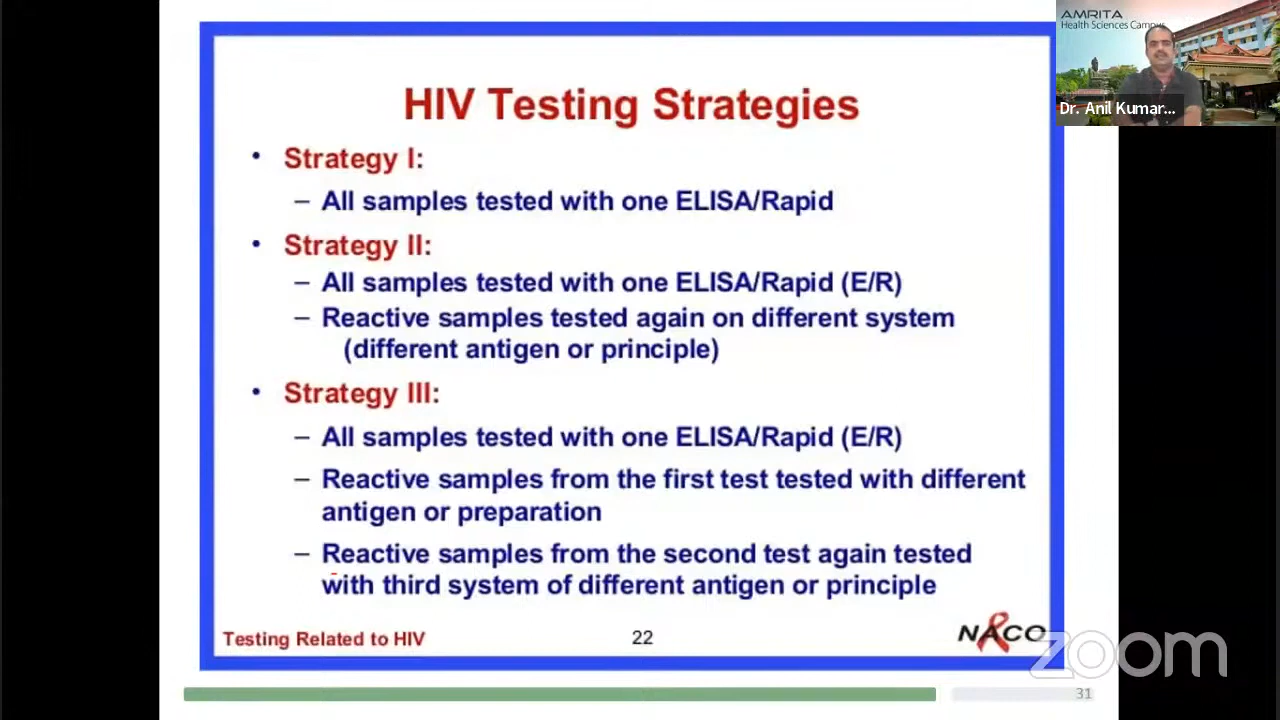 HIV Testing Strategies
• Strategy I:
– All samples tested with one ELISA/Rapid
• Strategy II:
– All samples tested with one ELISA/Rapid (E/R)
– Reactive samples tested again on different system
(different antigen or principle)
• Strategy III:
– All samples tested with one ELISA/Rapid (E/R)
– Reactive samples from the first test tested with different
antigen or preparation
– Reactive samples from the second test again tested
with third system of different antigen or principle
Testing Related to HIV
22
NACO
zoom
31
AMRITA
Health Sciences Campus
Dr. Anil Kumar...